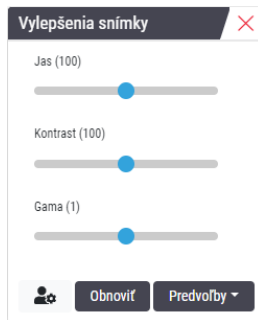 Vylepšenia snímky
Jas (100)
Kontrast (100)
Gama (1)
Obnoviť Predvoľby